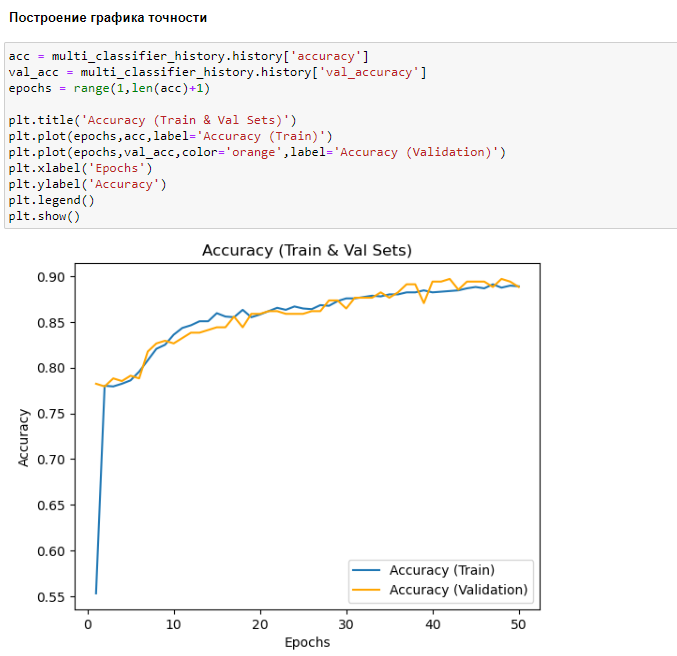 Построение графика точности
acc = multi_classifier_history.history['accuracy']
val_acc = multi_classifier_history.history['val_accuracy']
epochs = range(1,len(acc)+1)
plt.title('Accuracy (Train & Val Sets)')
plt.plot(epochs,acc,label='Accuracy (Train)')
plt.plot(epochs,val_acc,color='orange',label='Accuracy (Validation)')
plt.xlabel('Epochs')
plt.ylabel('Accuracy')
plt.legend()
plt.show()
Accuracy (Train & Val Sets)
0.90
0.85
0.80
0.75
0.70
0.65
0.60
0.55
Accuracy
Accuracy (Train)
Accuracy (Validation)
0 10 20 30 40 50
Epochs